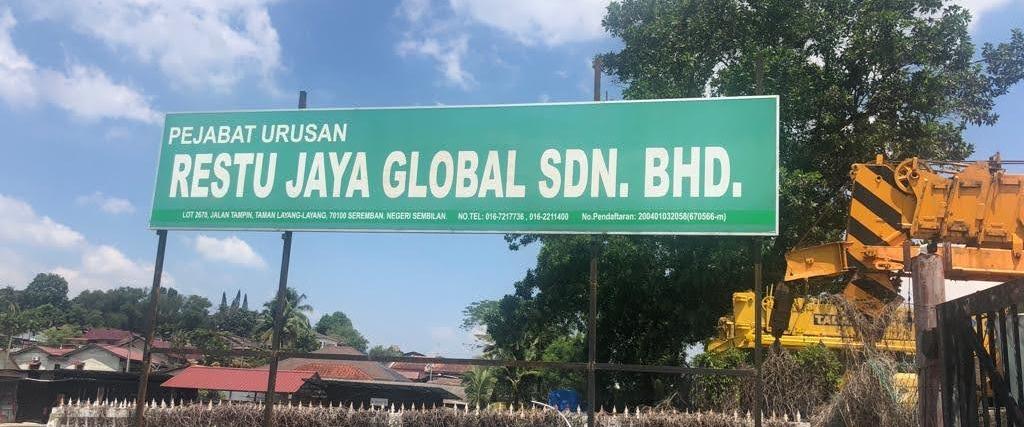 PEJABAT URUSAN
RESTU JAYA GLOBAL SDN. BHD.
LOT 2670, JALAN TAMPIN, TAMAN LAYANG-LAYANG, 70100 SEREMBAN. NEGERI SEMBILAN. NO.TEL: 016-7217736 , 016-2211400 No.Pendaftaran: 200401032058(670566-m)